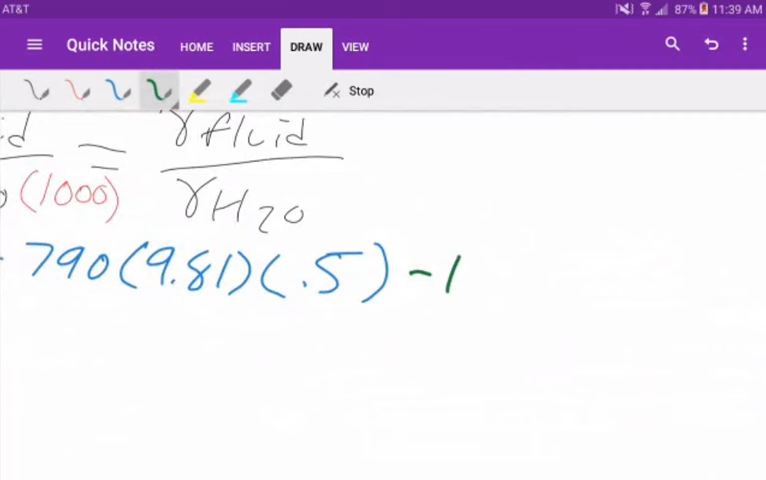 AT&T 87% 11:39 AM
Quick Notes HOME INSERT DRAW VIEW
Stop
id = γfluid
(1000) γH2O
790(9.81)(.5) -1